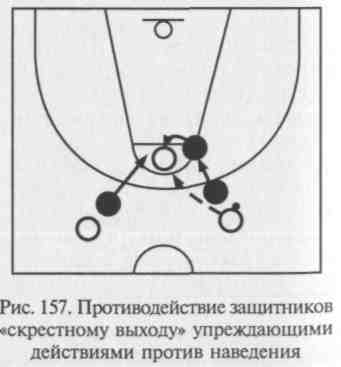 Рис. 157. Противодействие защитников
«скрестному выходу» упреждающими
действиями против наведения